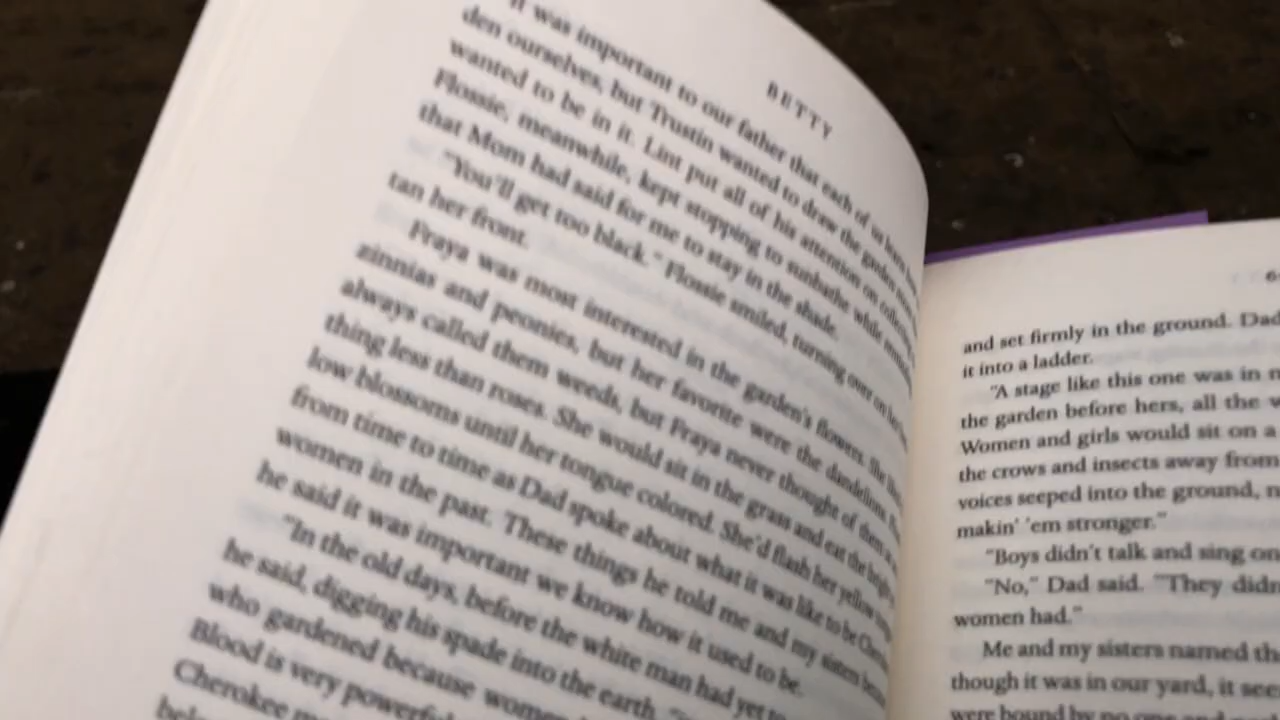 BETTY
it was important to our father that each of us
den ourselves, but Trustin wanted to draw the garden
wanted to be in it. Lint put all of his attention on
Flossie, meanwhile, kept stopping to sunbathe while
that Mom had said for me to stay in the shade.
"You'll get too black." Flossie smiled, turning over on
tan her front.
Fraya was most interested in the garden's flowers. She
zinnias and peonies, but her favorite were the dandelions.
always called them weeds, but Fraya never thought of them as
thing less than roses. She would sit in the grass and eat the
low blossoms until her tongue colored. She'd flash her yellow
from time to time as Dad spoke about what it was like to be
women in the past. These things he told me and my sisters
he said it was important we know how it used to be.
"In the old days, before the white man had yet to
he said, digging his spade into the earth,
who gardened because
Blood is very powerful
Cherokee
6
and set firmly in the ground. Dad
it into a ladder.
"A stage like this one was in
the garden before hers, all the
Women and girls would sit on a
the crows and insects away from
voices seeped into the ground,
makin' 'em stronger."
"Boys didn't talk and sing
"No," Dad said. "They
women had."
Me and my sisters named
though it was in our yard, it
were bound by no